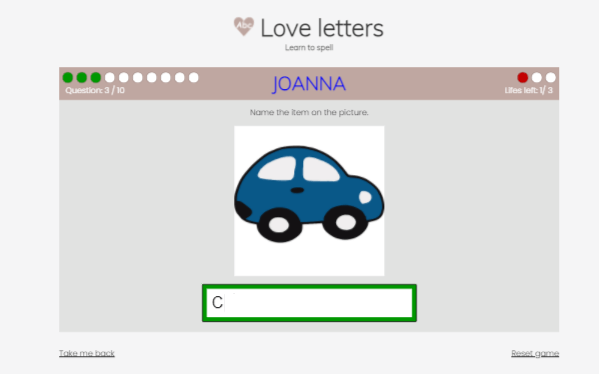 Abc Love letters
Learn to spell
JOANNA
Question: 3 / 10
Lifes left: 1/ 3
Name the item on the picture.
C
Take me back
Reset game